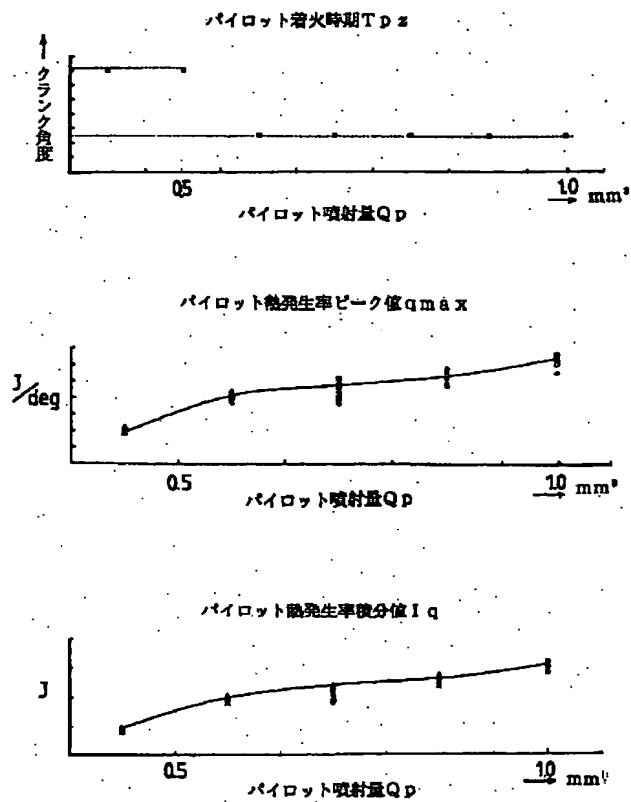 パイロット着火時期Tpz
↑
クランク角度
0.5
1.0
→ mm³
パイロット噴射量Qp
パイロット熱発生率ピーク値qmax
J/deg
0.5
1.0
→ mm³
パイロット噴射量Qp
パイロット熱発生率積分値Iq
J
0.5
1.0
→ mm³
パイロット噴射量Qp